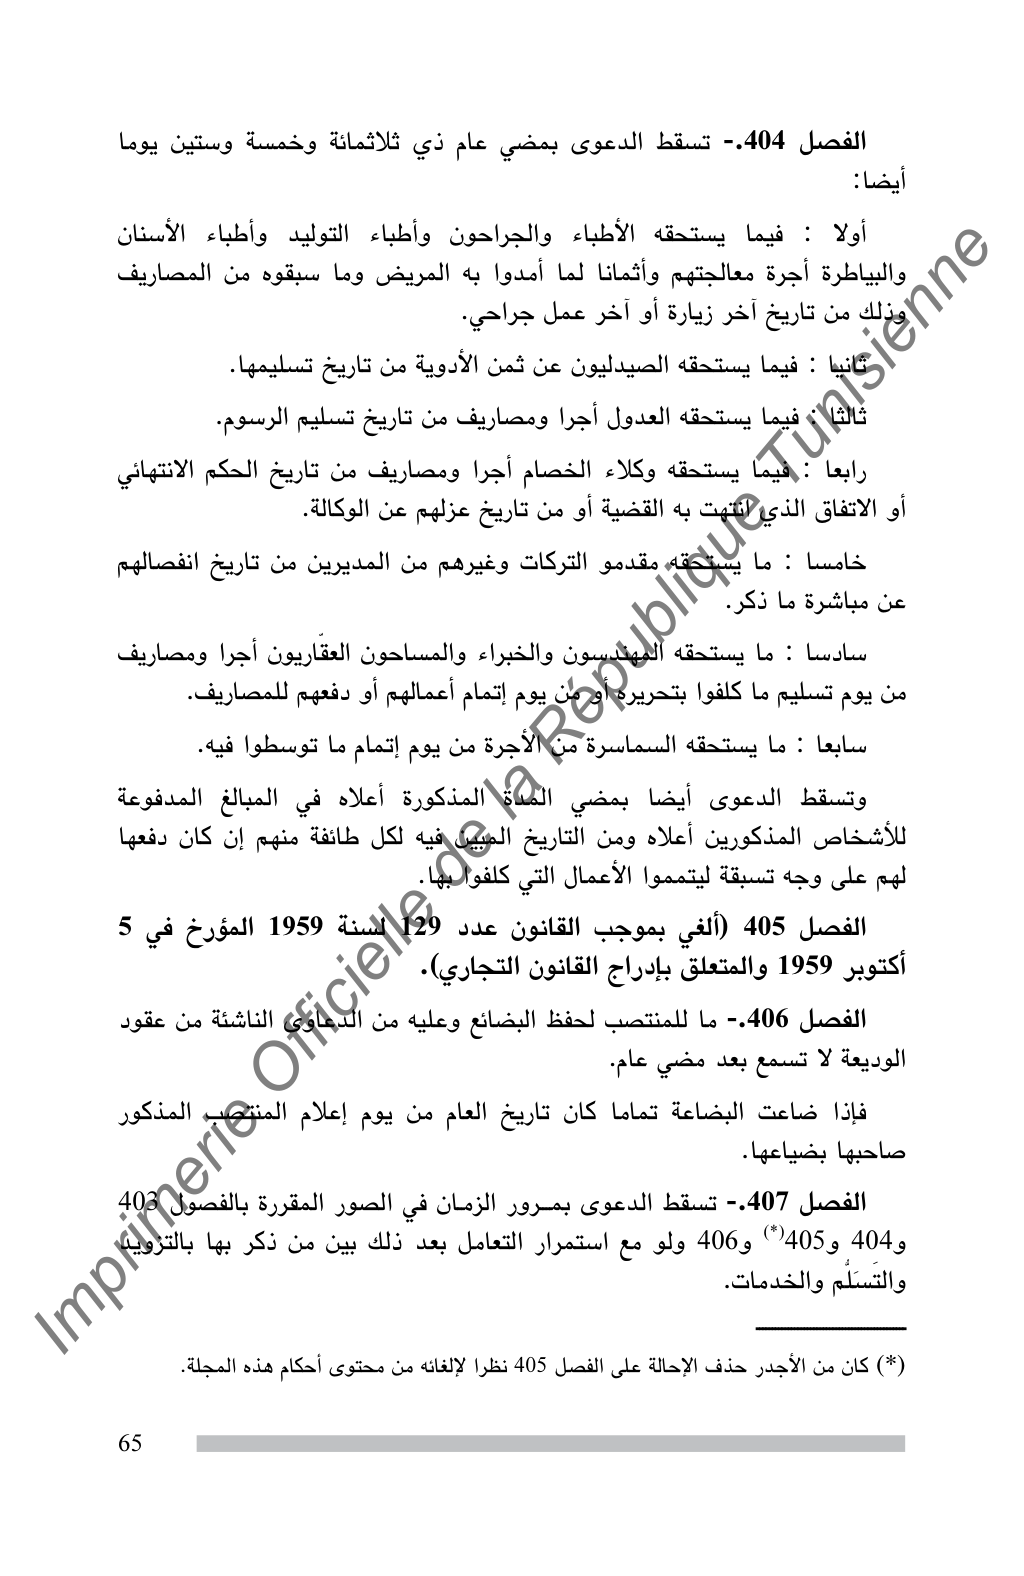 الفصل 404.- تسقط الدعوى بمضي عام ذي ثلاثمائة وخمسة وستين يوما
أيضا:
أولا : فيما يستحقه الأطباء والجراحون وأطباء التوليد وأطباء الأسنان
والبياطرة أجرة معالجتهم وأثمانا لما أمدوا به المريض وما سبقوه من المصاريف
وذلك من تاريخ آخر زيارة أو آخر عمل جراحي.
ثانيا : فيما يستحقه الصيدليون عن ثمن الأدوية من تاريخ تسليمها.
ثالثا : فيما يستحقه العدول أجرا ومصاريف من تاريخ تسليم الرسوم.
رابعا : فيما يستحقه وكلاء الخصام أجرا ومصاريف من تاريخ الحكم الانتهائي
أو الاتفاق الذي انتهت به القضية أو من تاريخ عزلهم عن الوكالة.
خامسا : ما يستحقه مقدمو التركات وغيرهم من المديرين من تاريخ انفصالهم
عن مباشرة ما ذكر.
سادسا : ما يستحقه المهندسون والخبراء والمساحون العقّاريون أجرا ومصاريف
من يوم تسليم ما كلفوا بتحريره أو من يوم إتمام أعمالهم أو دفعهم للمصاريف.
سابعا : ما يستحقه السماسرة من الأجرة من يوم إتمام ما توسطوا فيه.
وتسقط الدعوى أيضا بمضي المدة المذكورة أعلاه في المبالغ المدفوعة
للأشخاص المذكورين أعلاه ومن التاريخ المبين فيه لكل طائفة منهم إن كان دفعها
لهم على وجه تسبقة ليتمموا الأعمال التي كلفوا بها.
الفصل 405 (ألغي بموجب القانون عدد 129 لسنة 1959 المؤرخ في 5
أكتوبر 1959 والمتعلق بإدراج القانون التجاري).
الفصل 406.- ما للمنتصب لحفظ البضائع وعليه من الدعاوى الناشئة من عقود
الوديعة لا تسمع بعد مضي عام.
فإذا ضاعت البضاعة تماما كان تاريخ العام من يوم إعلام المنتصب المذكور
صاحبها بضياعها.
الفصل 407.- تسقط الدعوى بمـرور الزمـان في الصور المقررة بالفصول 403
و404 و405(*) و406 ولو مع استمرار التعامل بعد ذلك بين من ذكر بها بالتزويد
والتَسَلُّم والخدمات.
(*) كان من الأجدر حذف الإحالة على الفصل 405 نظرا لإلغائه من محتوى أحكام هذه المجلة.
65
Imprimerie Officielle de la République Tunisienne